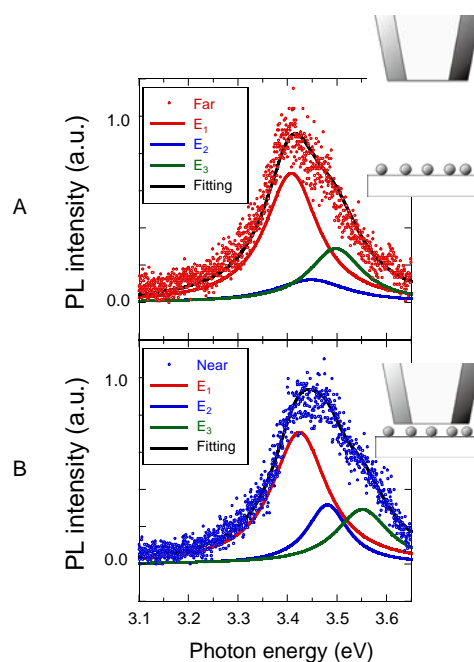 A
PL intensity (a.u.)
1.0
0.0
Far
E₁
E₂
E₃
Fitting
B
PL intensity (a.u.)
1.0
0.0
Near
E₁
E₂
E₃
Fitting
3.1 3.2 3.3 3.4 3.5 3.6
Photon energy (eV)